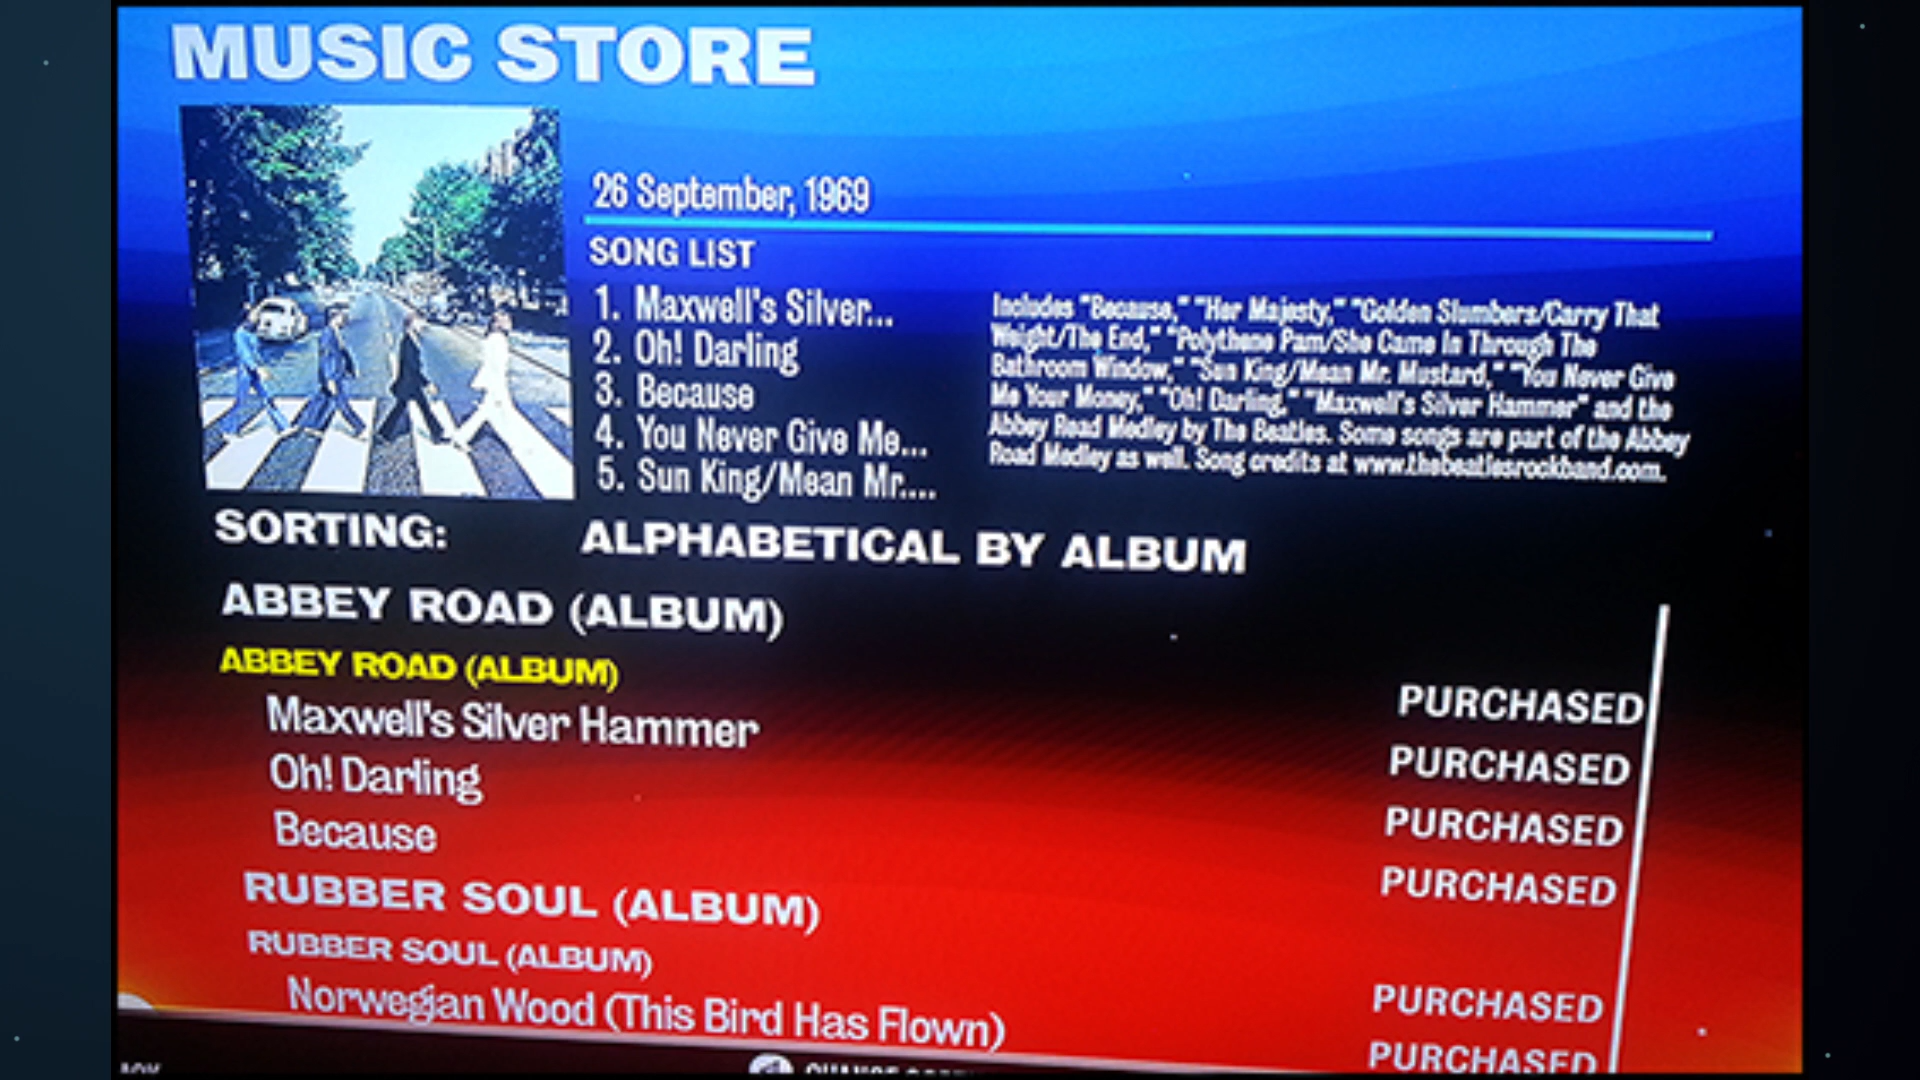 MUSIC STORE
26 September, 1969
SONG LIST
1. Maxwell's Silver...
2. Oh! Darling
3. Because
4. You Never Give Me...
5. Sun King/Mean Mr....
Includes "Because," "Her Majesty," "Golden Slumbers/Carry That
Weight/The End," "Polythene Pam/She Came In Through The
Bathroom Window," "Sun King/Mean Mr. Mustard," "You Never Give
Me Your Money," "Oh! Darling," "Maxwell's Silver Hammer" and the
Abbey Road Medley by The Beatles. Some songs are part of the Abbey
Road Medley as well. Song credits at www.thebeatlesrockband.com.
SORTING: ALPHABETICAL BY ALBUM
ABBEY ROAD (ALBUM)
ABBEY ROAD (ALBUM) PURCHASED
Maxwell's Silver Hammer PURCHASED
Oh! Darling PURCHASED
Because PURCHASED
RUBBER SOUL (ALBUM)
RUBBER SOUL (ALBUM) PURCHASED
Norwegian Wood (This Bird Has Flown) PURCHASED